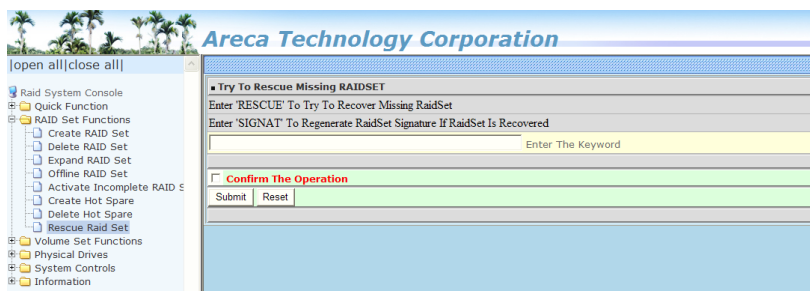 Areca Technology Corporation
|open all|close all|
Raid System Console
Quick Function
RAID Set Functions
Create RAID Set
Delete RAID Set
Expand RAID Set
Offline RAID Set
Activate Incomplete RAID S
Create Hot Spare
Delete Hot Spare
Rescue Raid Set
Volume Set Functions
Physical Drives
System Controls
Information
Try To Rescue Missing RAIDSET
Enter 'RESCUE' To Try To Recover Missing RaidSet
Enter 'SIGNAT' To Regenerate RaidSet Signature If RaidSet Is Recovered
Enter The Keyword
Confirm The Operation
Submit Reset